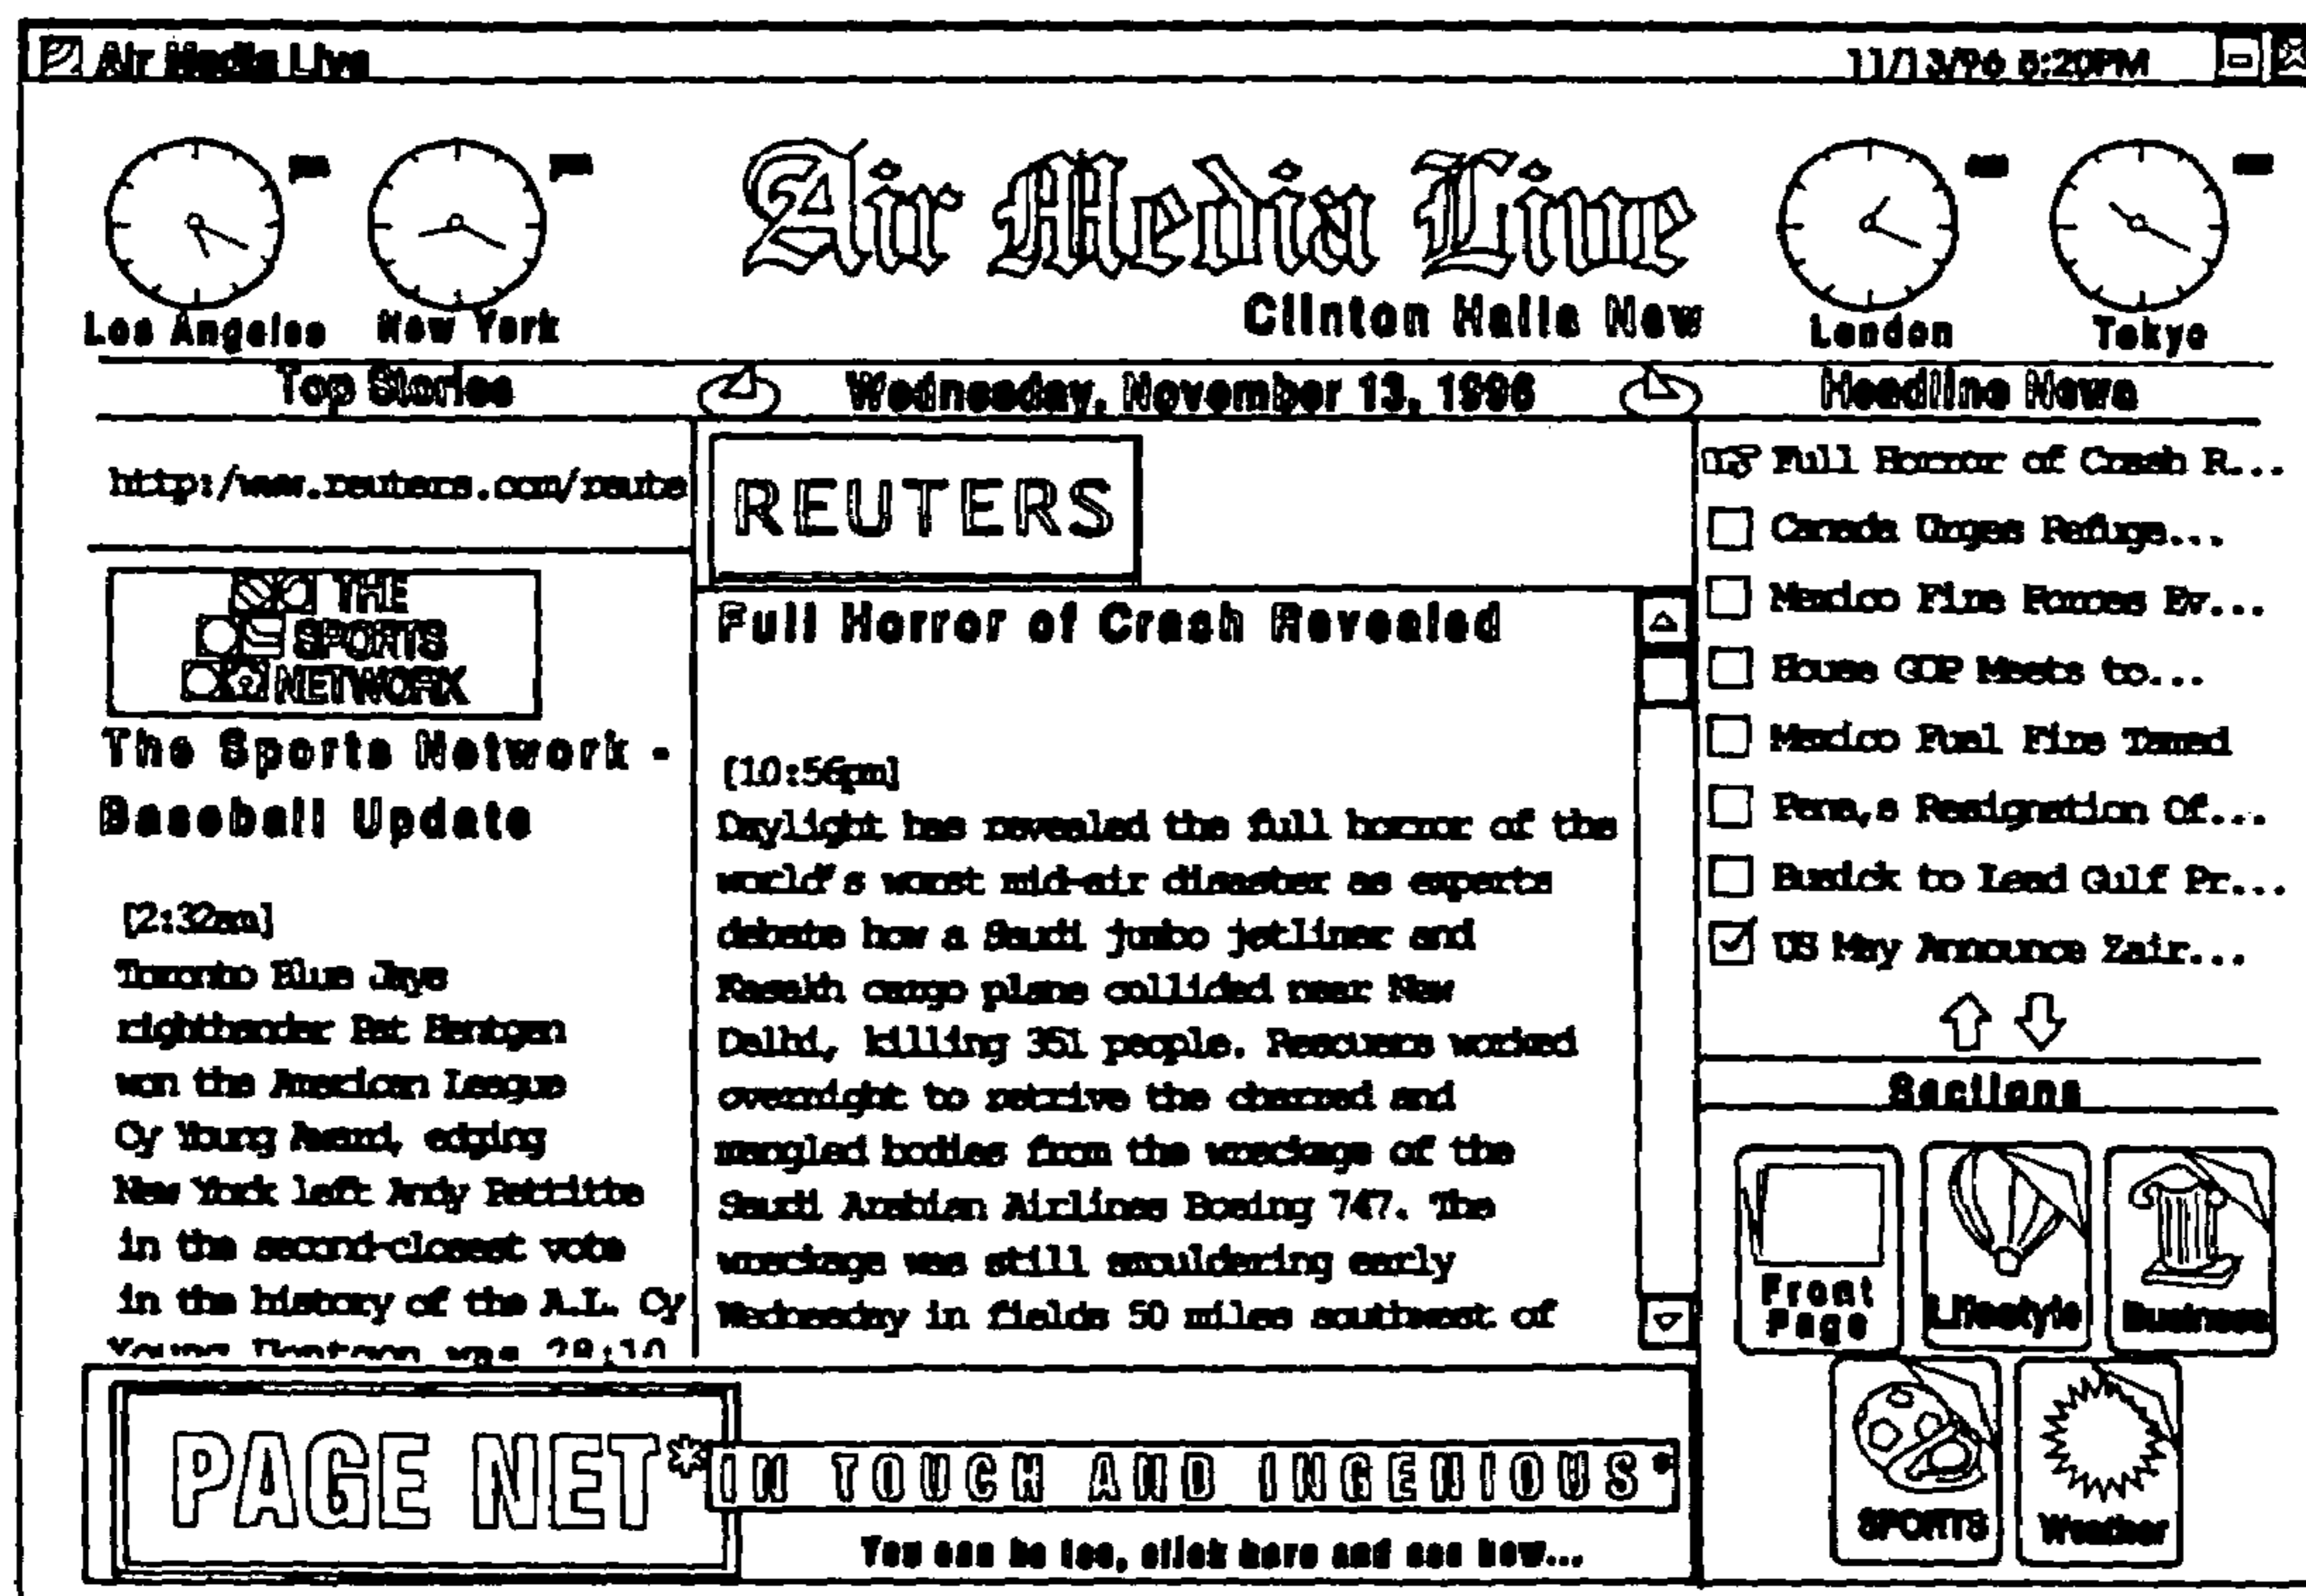 Air Media Live
11/13/96 5:20PM
Air Media Live
Clinton Hails New
Los Angeles
New York
London
Tokyo
Top Stories
Wednesday, November 13, 1996
Headline News
http:/www.reuters.com/reute
THE
SPORTS
NETWORK
The Sports Network -
Baseball Update
[2:32am]
Toronto Blue Jays
righthander Pat Hentgen
won the American League
Cy Young Award, edging
New York left Andy Pettitte
in the second-closest vote
in the history of the A.L. Cy
Young Hentgen was
REUTERS
Full Horror of Crash Revealed
[10:56pm]
Daylight has revealed the full horror of the
world's worst mid-air disaster as experts
debate how a Saudi jumbo jetliner and
Kasakh cargo plane collided near New
Delhi, killing 351 people. Rescuers worked
overnight to retrive the charred and
mangled bodies from the wreckage of the
Saudi Arabian Airlines Boeing 747. The
wreckage was still smouldering early
Wednesday in fields 50 miles southwest of
Full Horror of Crash R...
Canada Urges Refuge...
Mexico Fire Forces Ev...
House GOP Meets to...
Mexico Fuel Fire Tamed
Pena,s Resignation Of...
to Lead Gulf Pr...
US May Announce Zair...
Sections
Front
Page
Lifestyle
Business
SPORTS
Weather
PAGE NET*
IN TOUCH AND INGENIOUS*
You can be too, click here and see how...